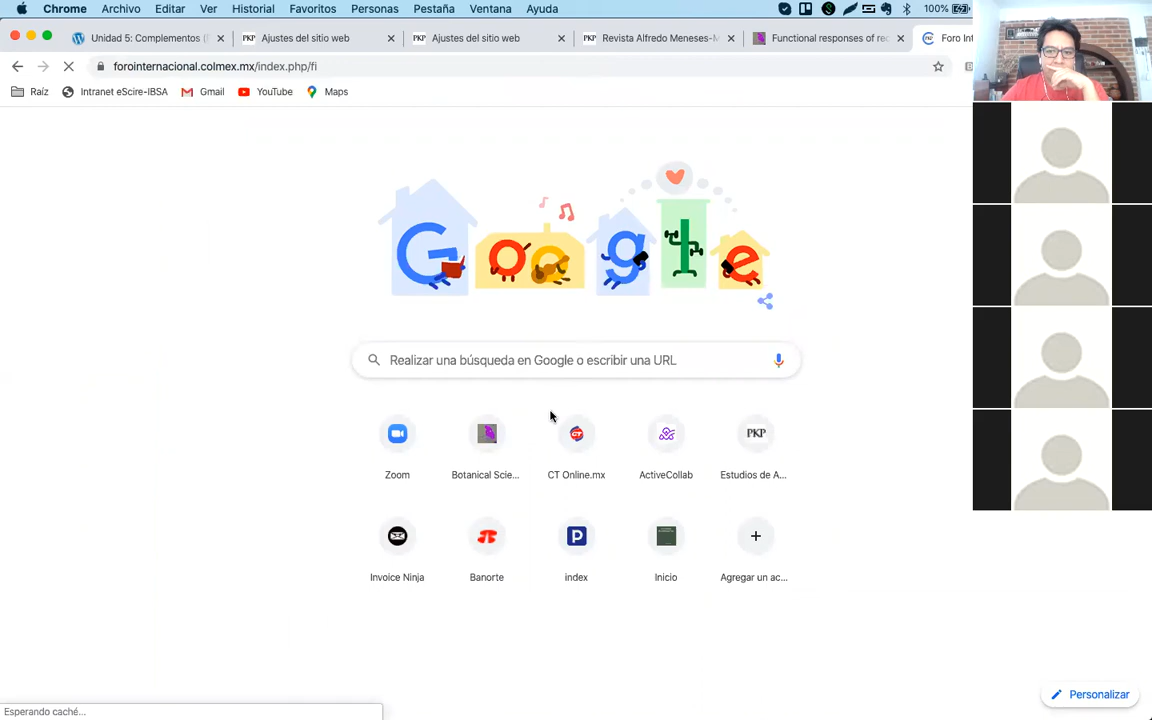 Chrome Archivo Editar Ver Historial Favoritos Personas Pestaña Ventana Ayuda 100%
Unidad 5: Complementos ( Ajustes del sitio web Ajustes del sitio web Revista Alfredo Meneses-M Functional responses of rec Foro Int
forointernacional.colmex.mx/index.php/fi
Raíz Intranet eScire-IBSA Gmail YouTube Maps
Google
Realizar una búsqueda en Google o escribir una URL
PKP
Zoom Botanical Scie... CT Online.mx ActiveCollab Estudios de A...
Invoice Ninja Banorte index Inicio Agregar un ac...
Personalizar
Esperando caché...